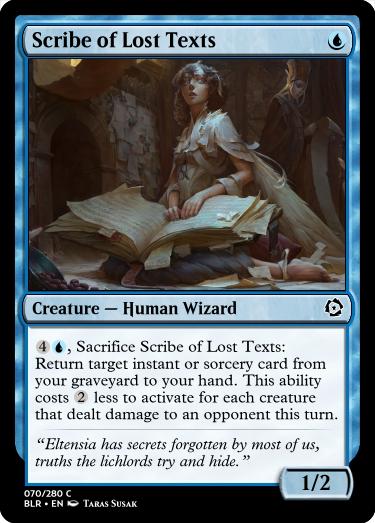 Scribe of Lost Texts
Creature — Human Wizard
4, Sacrifice Scribe of Lost Texts:
Return target instant or sorcery card from
your graveyard to your hand. This ability
costs 2 less to activate for each creature
that dealt damage to an opponent this turn.
“Eltensia has secrets forgotten by most of us,
truths the lichlords try and hide.”
1/2
070/280 C
BLR • EN Taras Susak